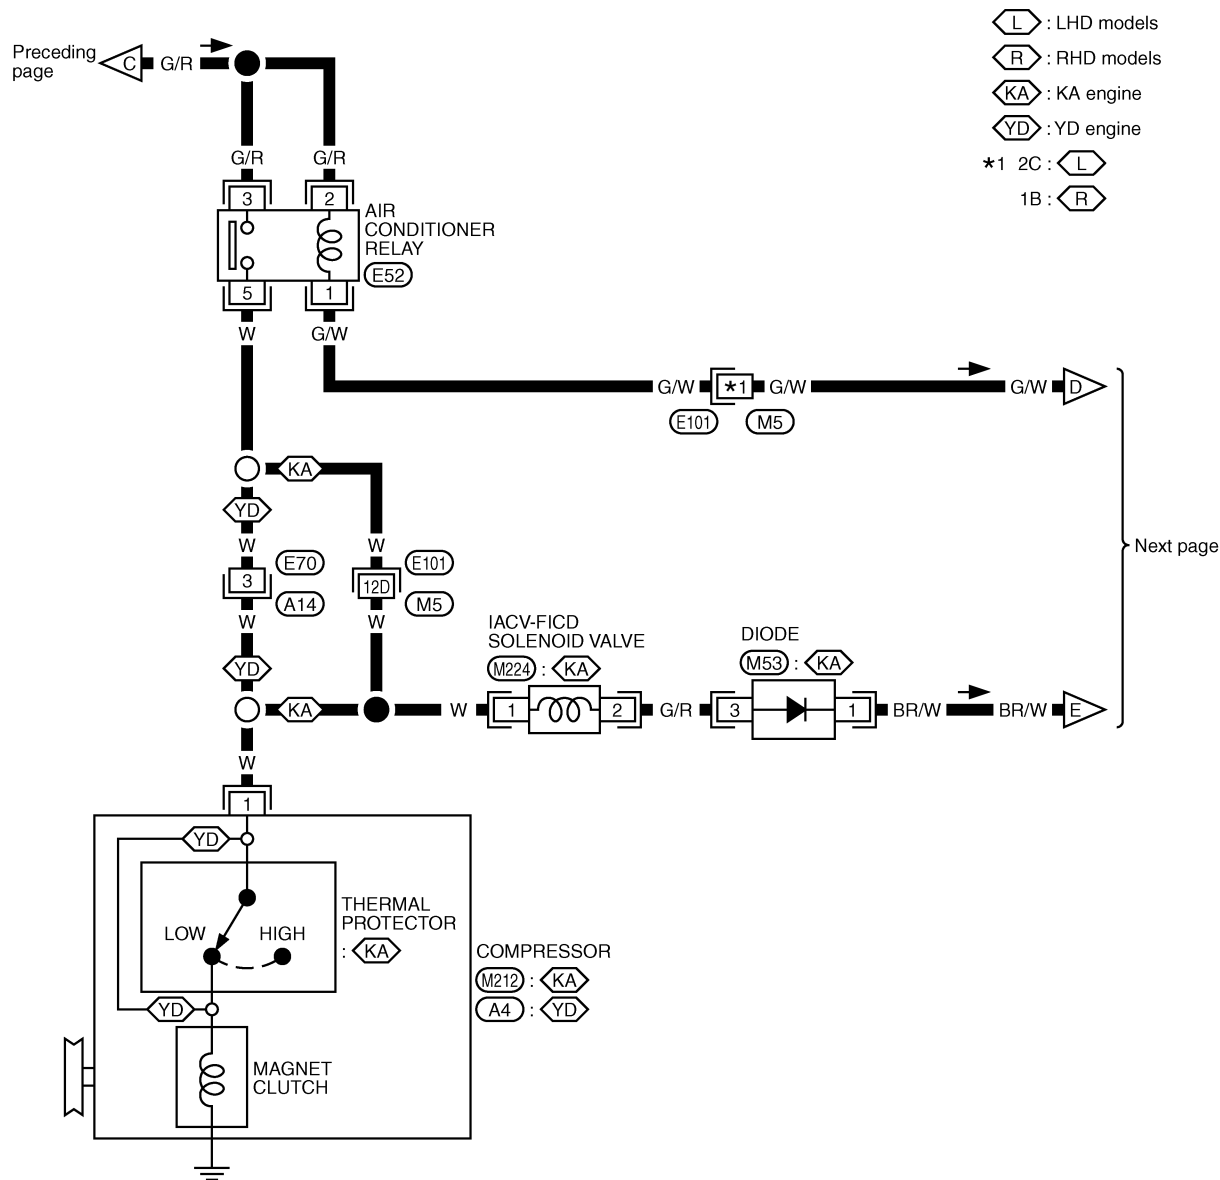 L : LHD models
R : RHD models
KA : KA engine
YD : YD engine
*1 2C : L
1B : R
Preceding
page
C G/R
G/R G/R
3 2
AIR
CONDITIONER
RELAY
E52
5 1
W G/W
G/W *1 G/W G/W D
E101 M5
KA
YD
W W
E70 E101
3 12D
A14 M5
W W
Next page
YD
IACV-FICD
SOLENOID VALVE
M224 : KA
DIODE
M53 : KA
KA W 1 2 G/R 3 1 BR/W BR/W E
W
1
YD
THERMAL
PROTECTOR
: KA
LOW HIGH
COMPRESSOR
M212 : KA
A4 : YD
YD
MAGNET
CLUTCH